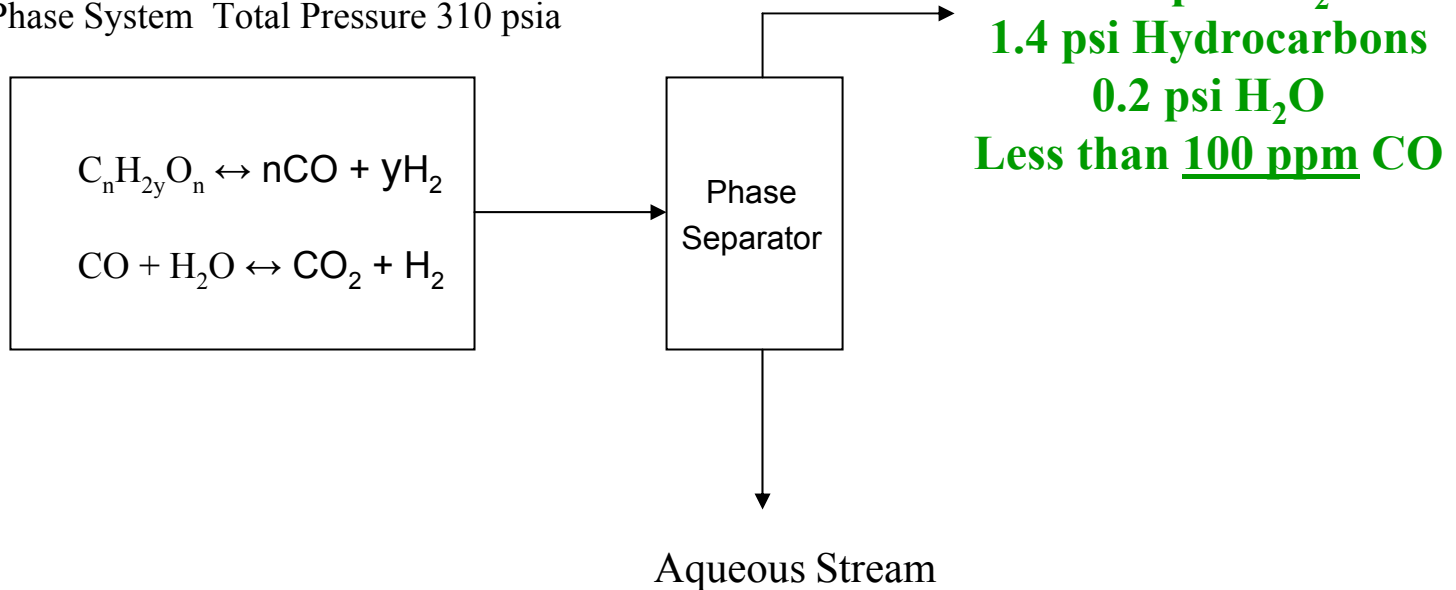 Phase System Total Pressure 310 psia
1.4 psi Hydrocarbons
0.2 psi H₂O
Less than 100 ppm CO
CₙH₂ᵧOₙ ↔ nCO + yH₂
CO + H₂O ↔ CO₂ + H₂
Phase
Separator
Aqueous Stream